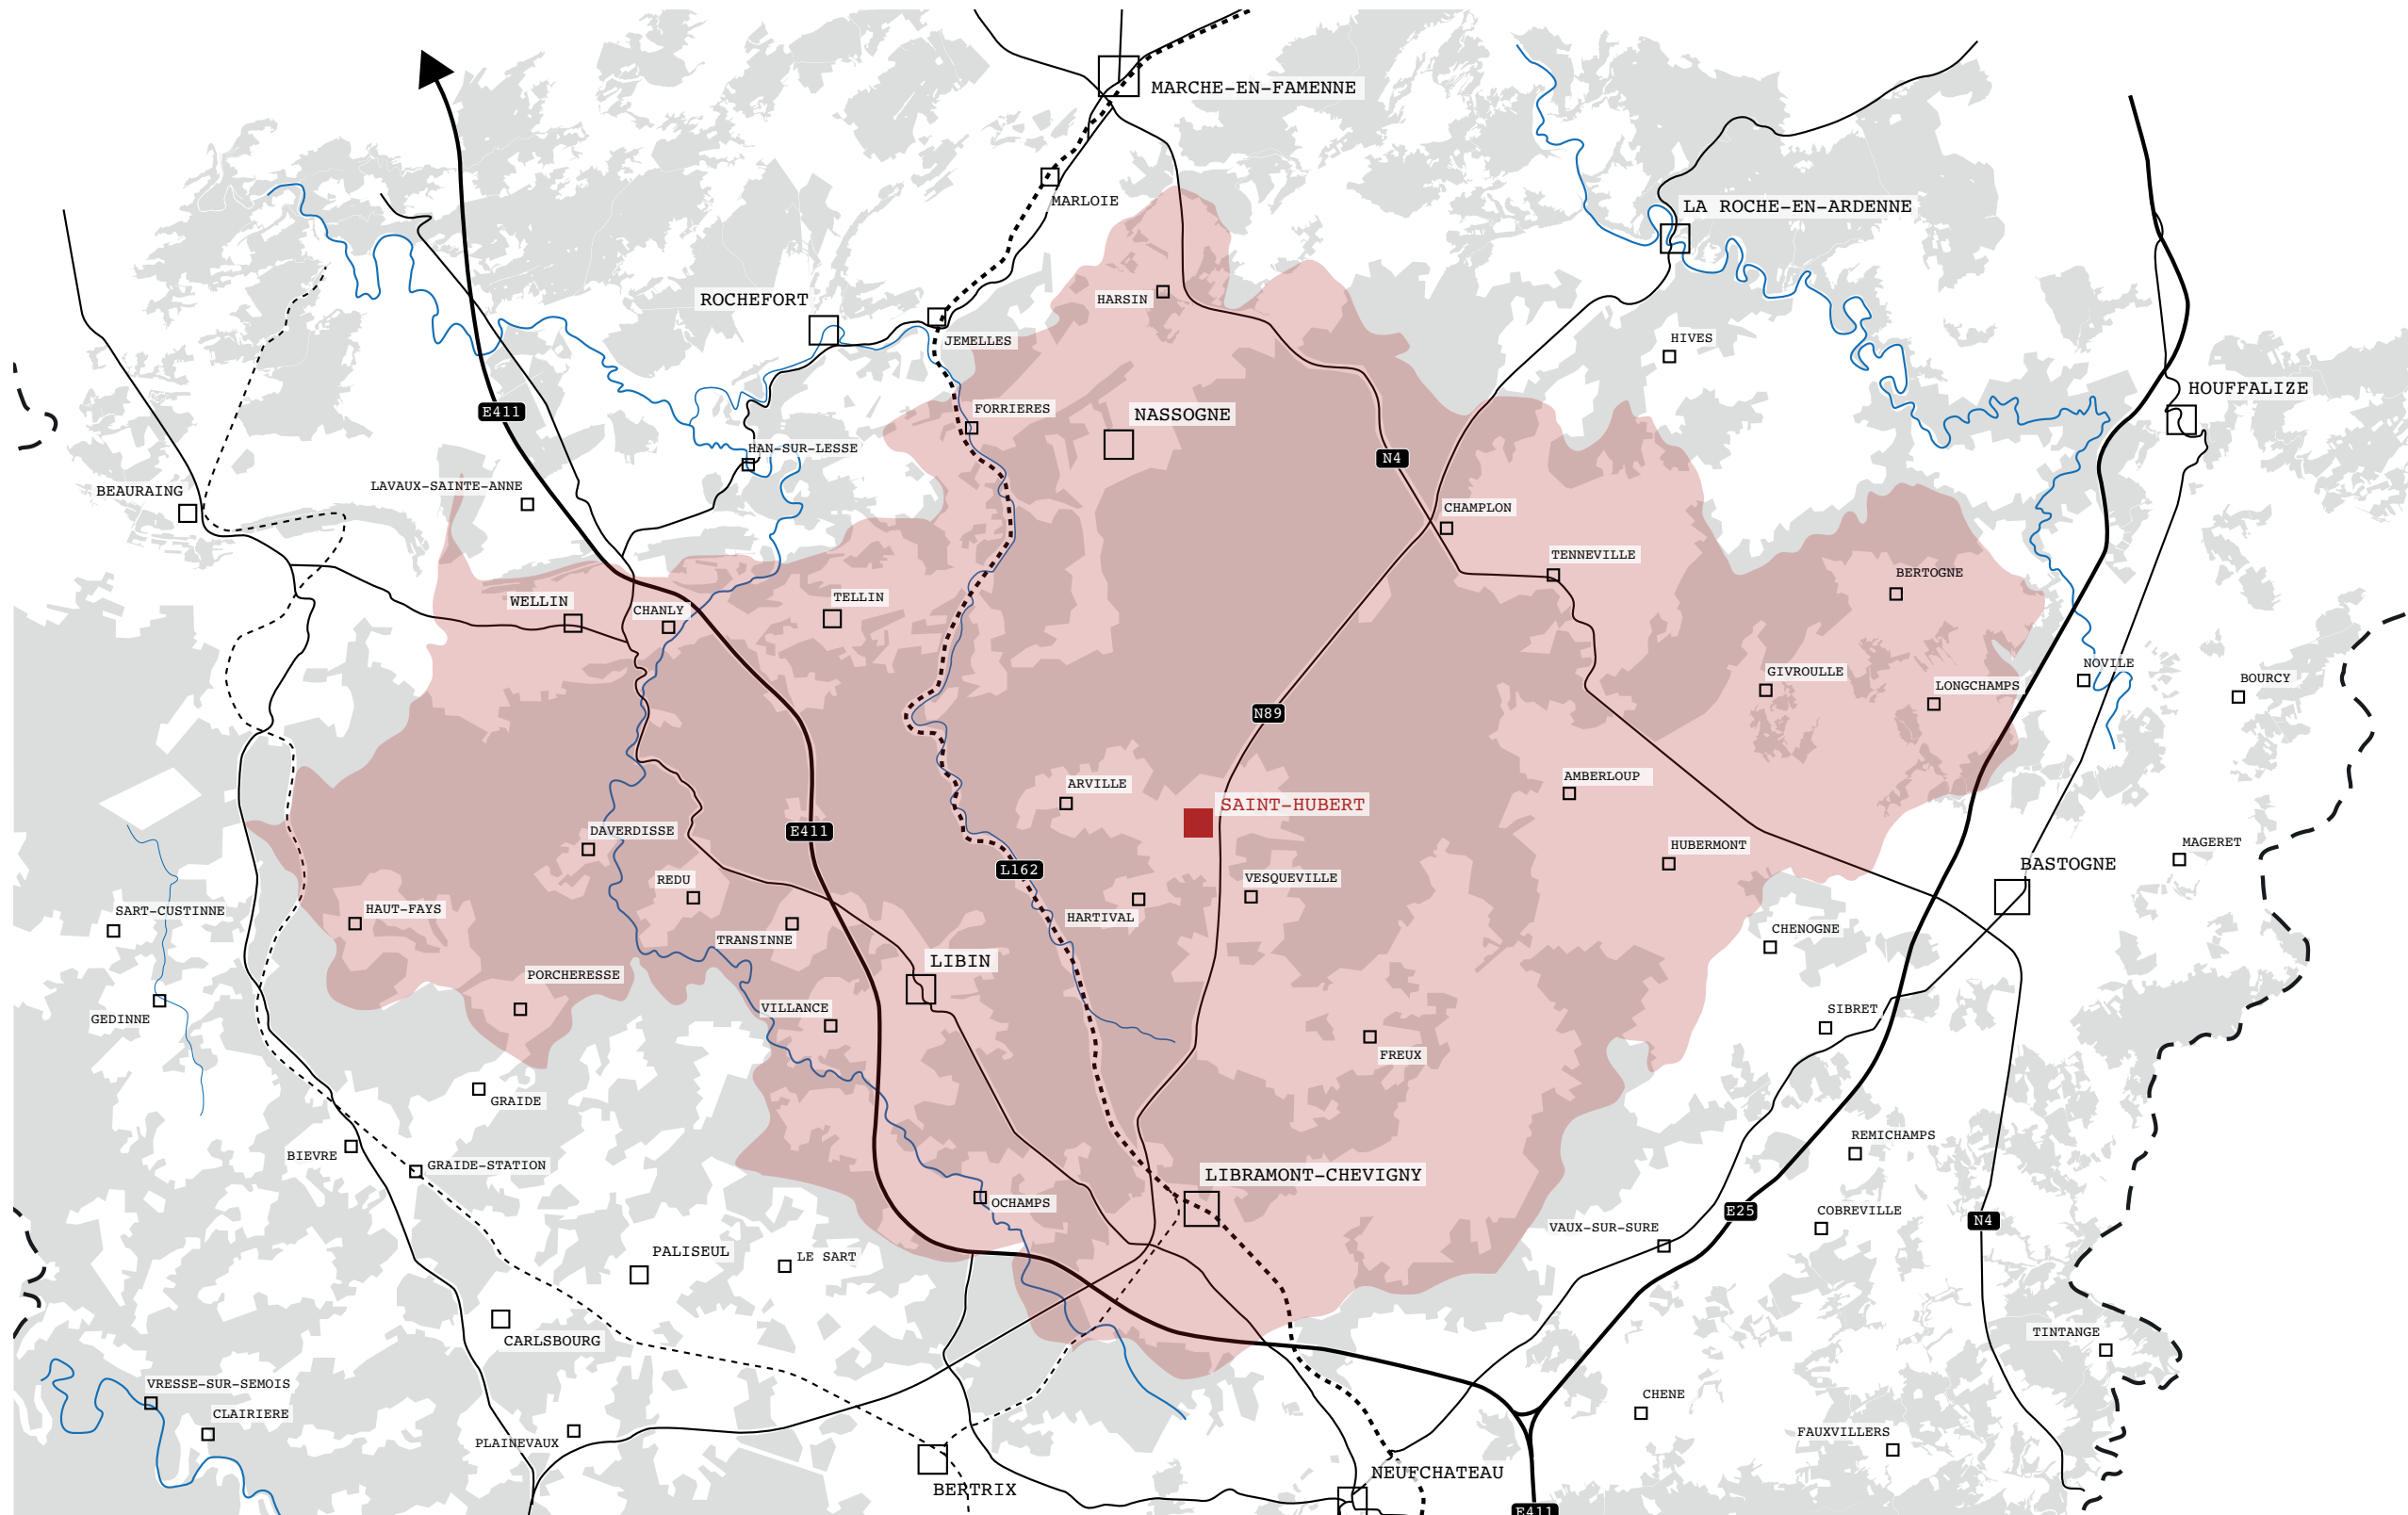 MARCHE-EN-FAMENNE
MARLOIE
LA ROCHE-EN-ARDENNE
ROCHEFORT
HARSIN
JEMELLES
HIVES
HOUFFALIZE
E411
FORRIERES
NASSOGNE
HAN-SUR-LESSE
N4
LAVAUX-SAINTE-ANNE
BEAURAING
CHAMPLON
TENNEVILLE
BERTOGNE
WELLIN
CHANLY
TELLIN
NOVILE
GIVROULLE
LONGCHAMPS
BOURCY
N89
ARVILLE
AMBERLOUP
SAINT-HUBERT
DAVERDISSE
E411
HUBERMONT
MAGERET
BASTOGNE
L162
REDU
VESQUEVILLE
HAUT-FAYS
SART-CUSTINNE
HARTIVAL
CHENOGNE
TRANSINNE
LIBIN
PORCHERESSE
VILLANCE
SIBRET
GEDINNE
FREUX
GRAIDE
REMICHAMPS
BIEVRE
GRAIDE-STATION
LIBRAMONT-CHEVIGNY
OCHAMPS
E25
COBREVILLE
N4
VAUX-SUR-SURE
PALISEUL
LE SART
TINTANGE
CARLSBOURG
VRESSE-SUR-SEMOIS
CHENE
CLAIRIERE
FAUXVILLERS
PLAINEVAUX
NEUFCHATEAU
BERTRIX
E411